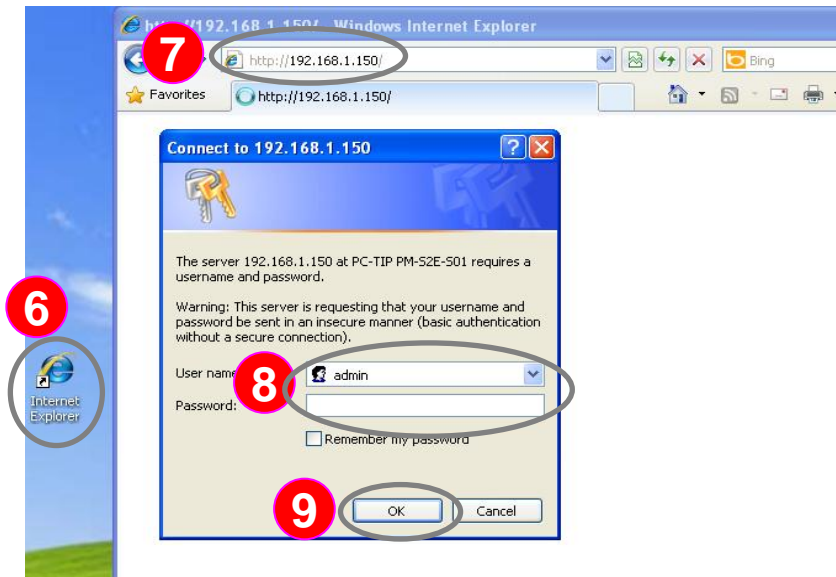 http://192.168.1.150/ - Windows Internet Explorer
7
http://192.168.1.150/
Bing
Favorites
http://192.168.1.150/
Connect to 192.168.1.150
The server 192.168.1.150 at PC-TIP PM-S2E-S01 requires a
username and password.
Warning: This server is requesting that your username and
password be sent in an insecure manner (basic authentication
without a secure connection).
6
Internet
Explorer
User name
8
admin
Password:
Remember my password
9
OK
Cancel